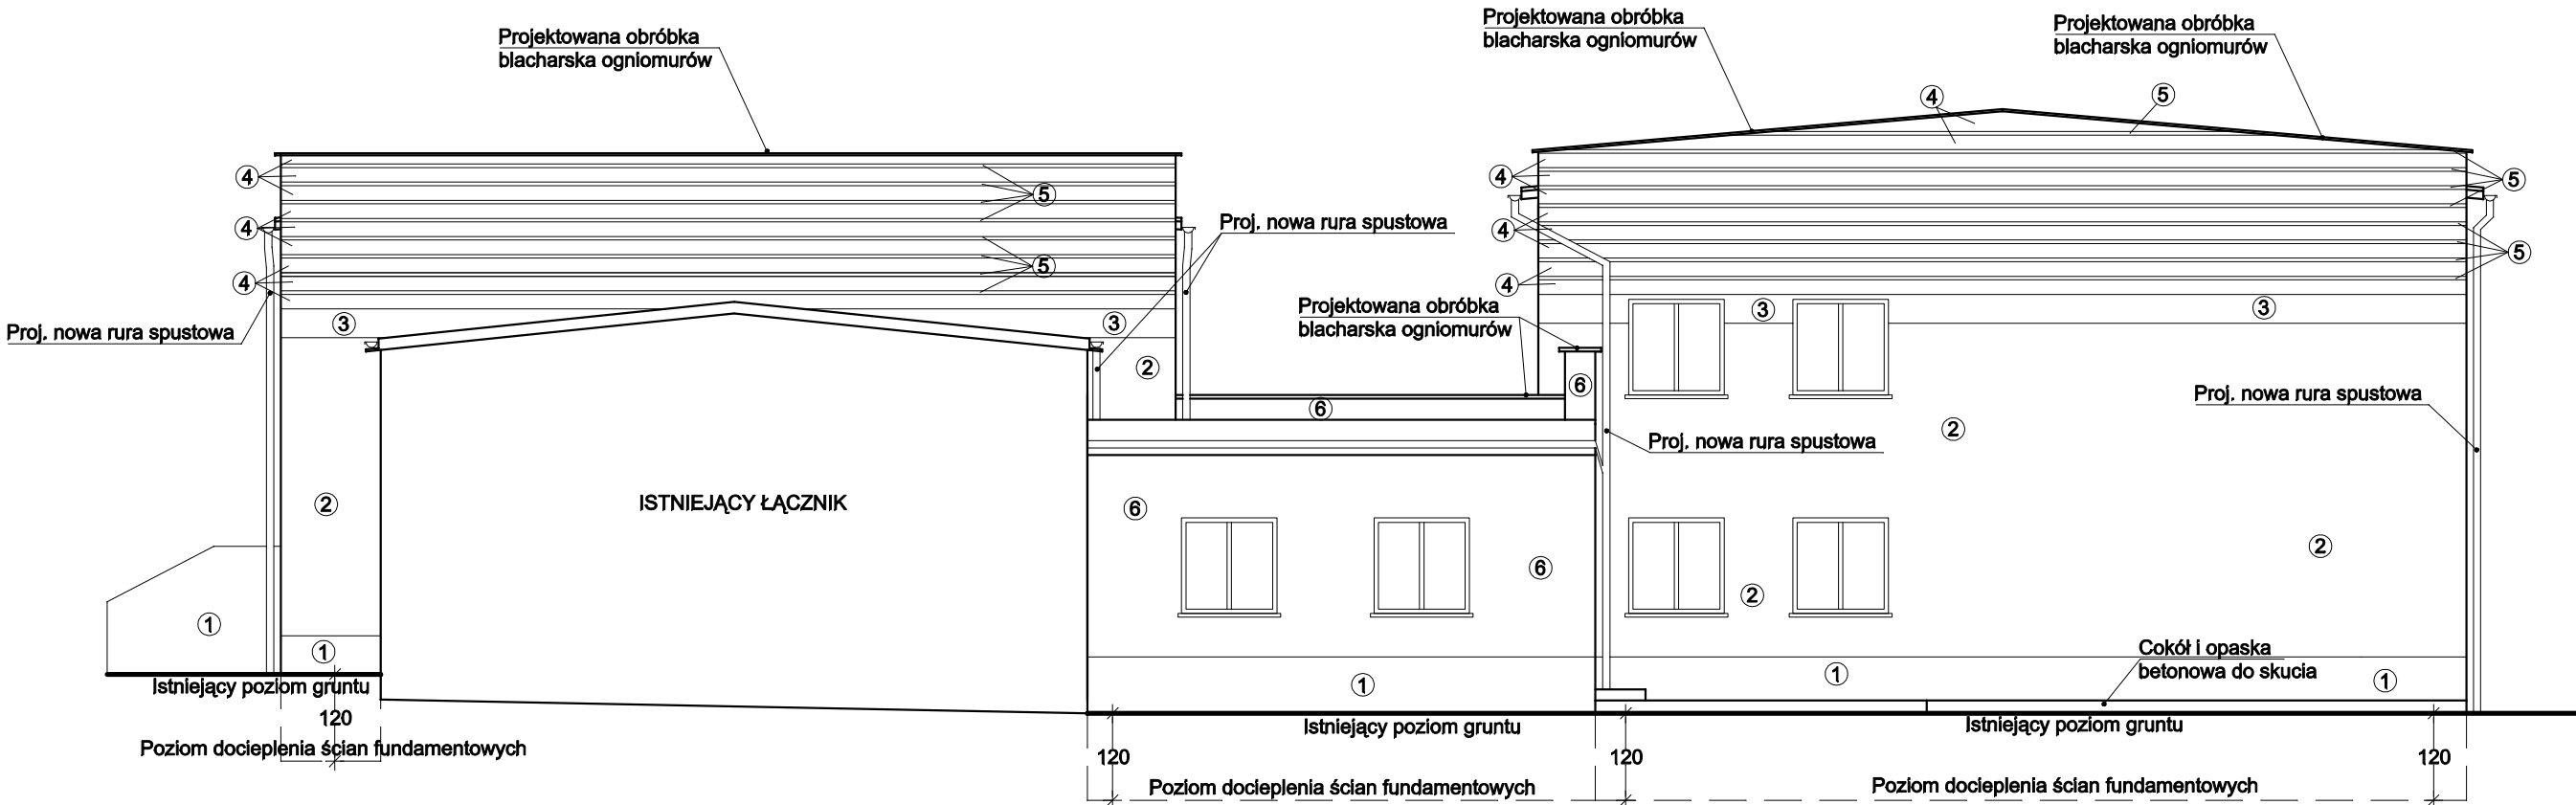 Projektowana obróbka
blacharska ogniomurów
Projektowana obróbka
blacharska ogniomurów
Projektowana obróbka
blacharska ogniomurów
4
5
4
5
4
5
4
5
4
4
5
4
5
4
Proj. nowa rura spustowa
Proj. nowa rura spustowa
3
3
Projektowana obróbka
blacharska ogniomurów
3
3
2
6
6
Proj. nowa rura spustowa
Proj. nowa rura spustowa
2
2
ISTNIEJĄCY ŁĄCZNIK
6
6
2
2
1
1
1
1
1
Cokół i opaska
betonowa do skucia
Istniejący poziom gruntu
Istniejący poziom gruntu
Istniejący poziom gruntu
120
120
120
120
Poziom docieplenia ścian fundamentowych
Poziom docieplenia ścian fundamentowych
Poziom docieplenia ścian fundamentowych